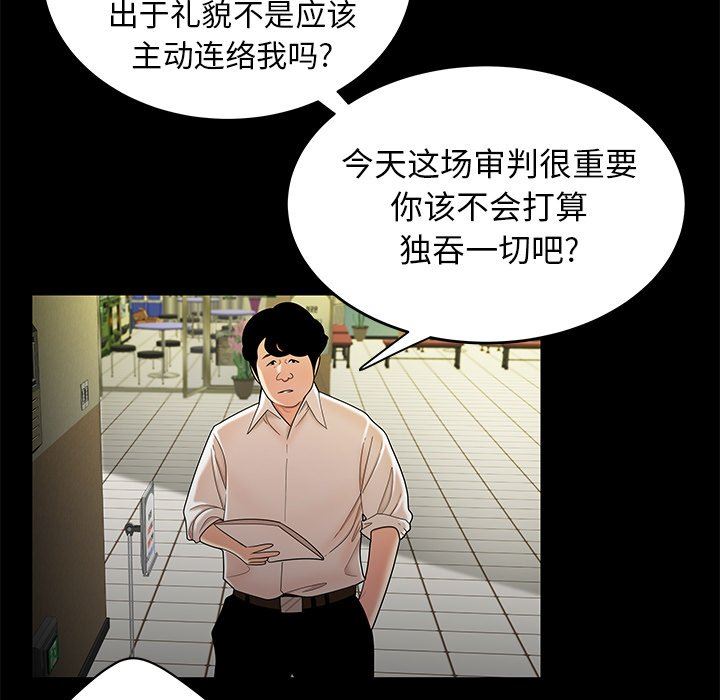 出于礼貌不是应该
主动连络我吗?
今天这场审判很重要
你该不会打算
独吞一切吧?